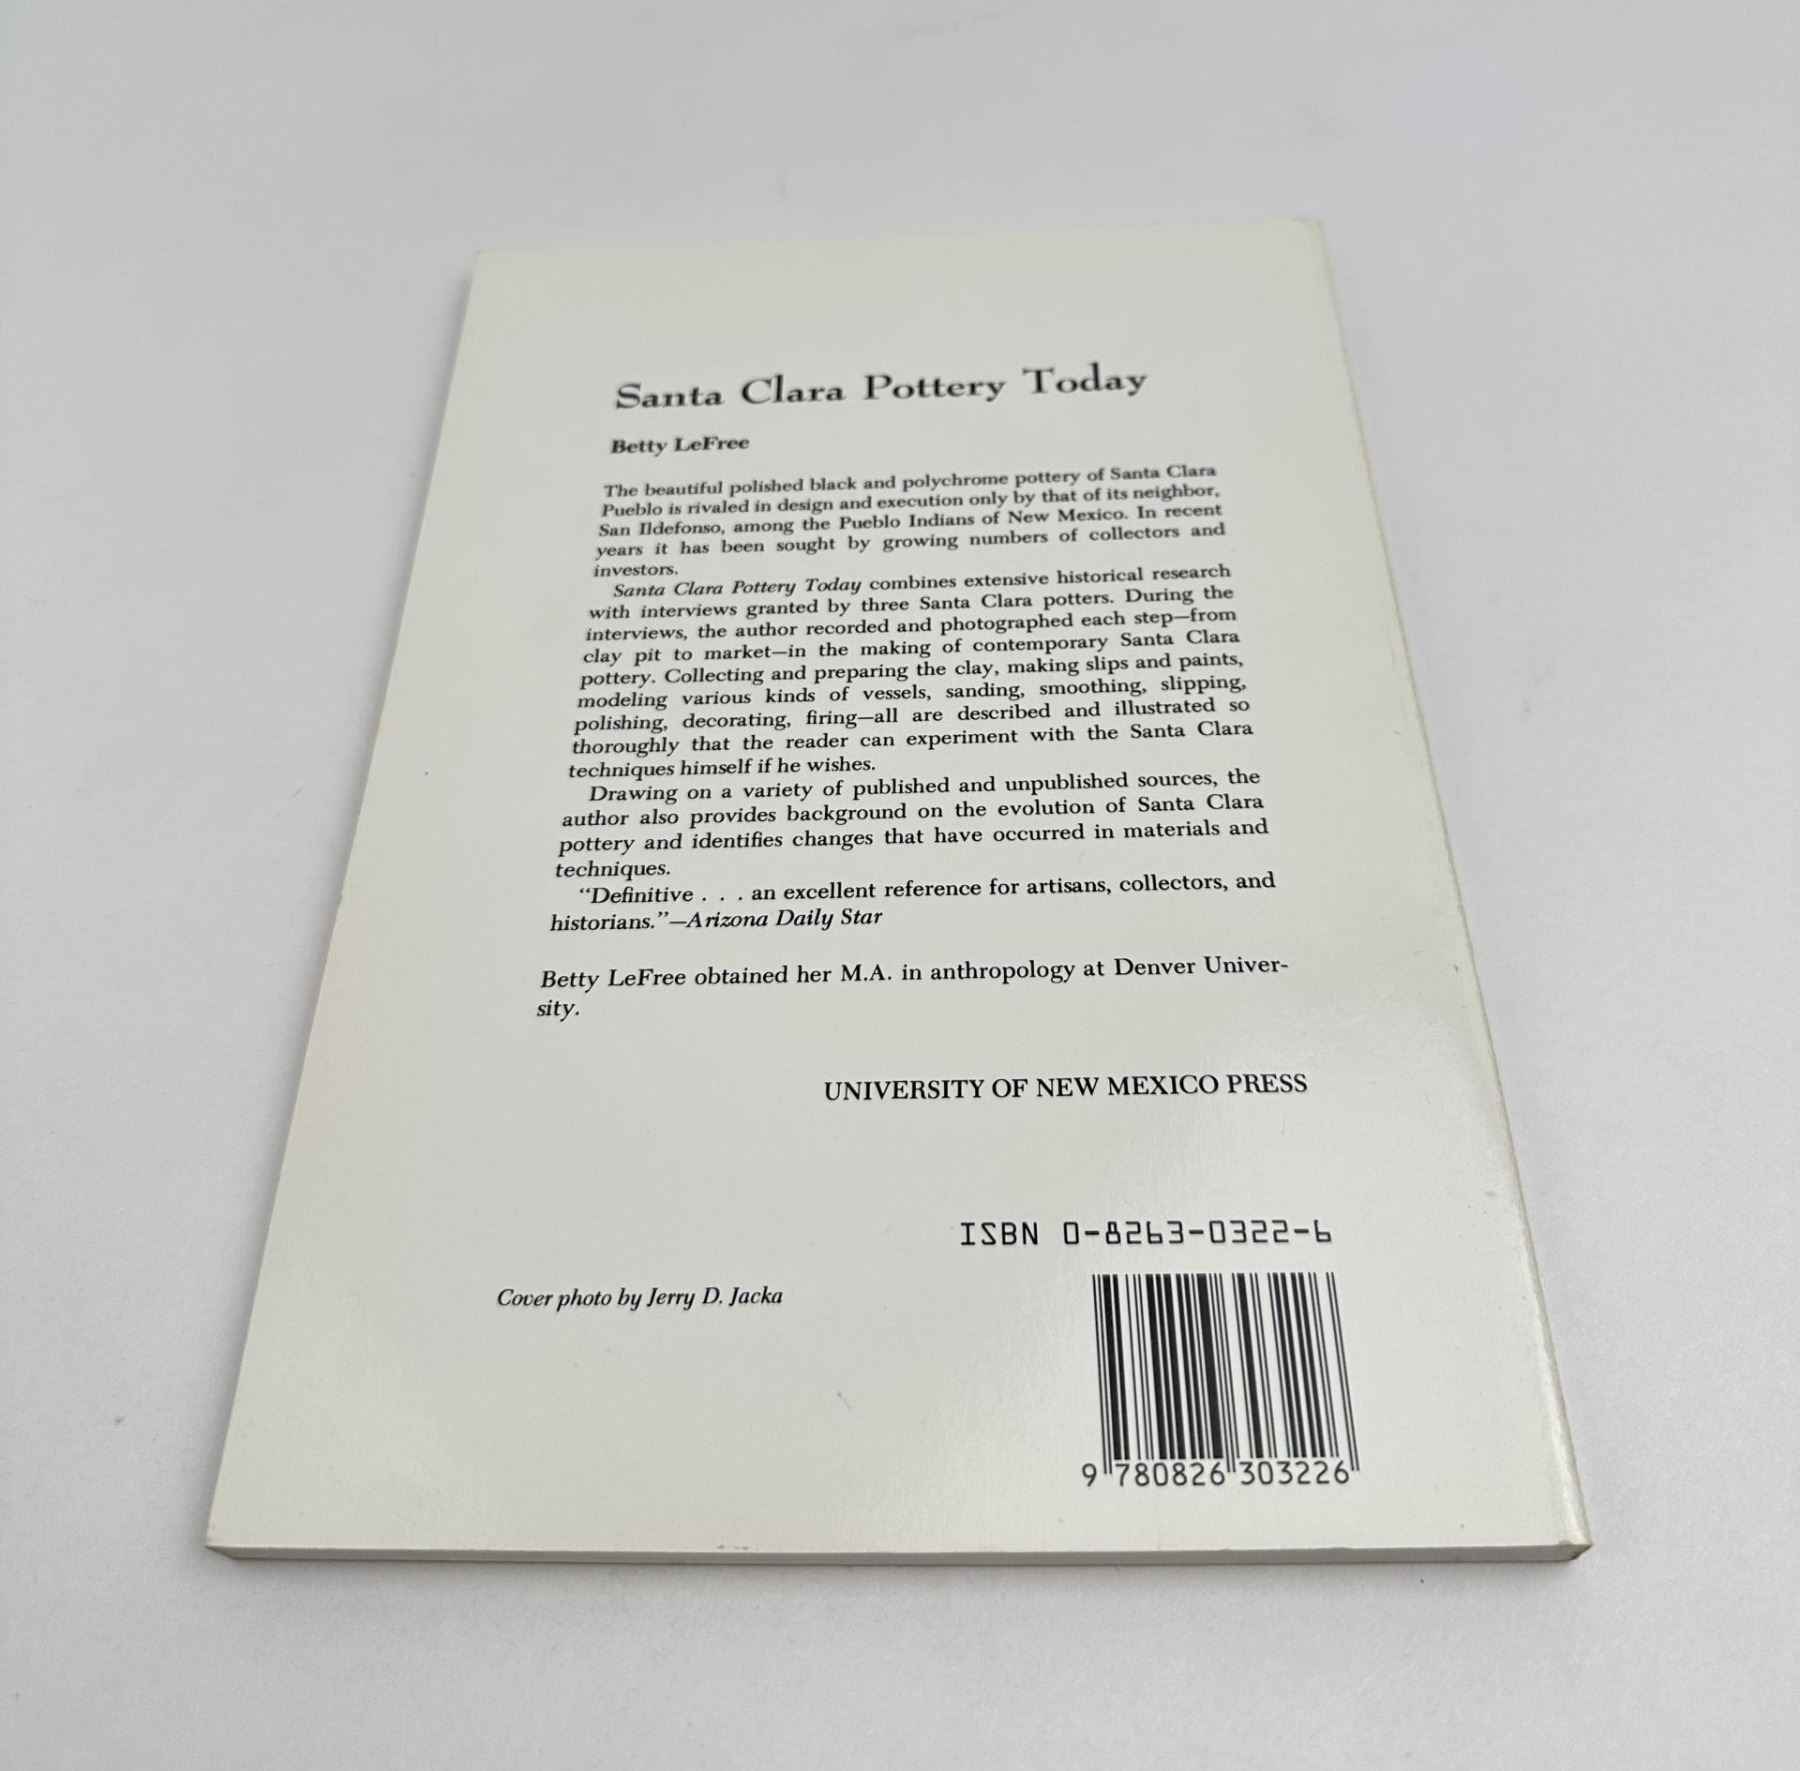 Santa Clara Pottery Today
Betty LeFree
The beautiful polished black and polychrome pottery of Santa Clara
Pueblo is rivaled in design and execution only by that of its neighbor,
San Ildefonso, among the Pueblo Indians of New Mexico. In recent
years it has been sought by growing numbers of collectors and
investors.
Santa Clara Pottery Today combines extensive historical research
with interviews granted by three Santa Clara potters. During the
interviews, the author recorded and photographed each step—from
clay pit to market—in the making of contemporary Santa Clara
pottery. Collecting and preparing the clay, making slips and paints,
modeling various kinds of vessels, sanding, smoothing, slipping,
polishing, decorating, firing—all are described and illustrated so
thoroughly that the reader can experiment with the Santa Clara
techniques himself if he wishes.
Drawing on a variety of published and unpublished sources, the
author also provides background on the evolution of Santa Clara
pottery and identifies changes that have occurred in materials and
techniques.
“Definitive . . . an excellent reference for artisans, collectors, and
historians.”—Arizona Daily Star
Betty LeFree obtained her M.A. in anthropology at Denver Univer-
sity.
UNIVERSITY OF NEW MEXICO PRESS
ISBN 0-8263-0322-6
Cover photo by Jerry D. Jacka
9 780826 303226